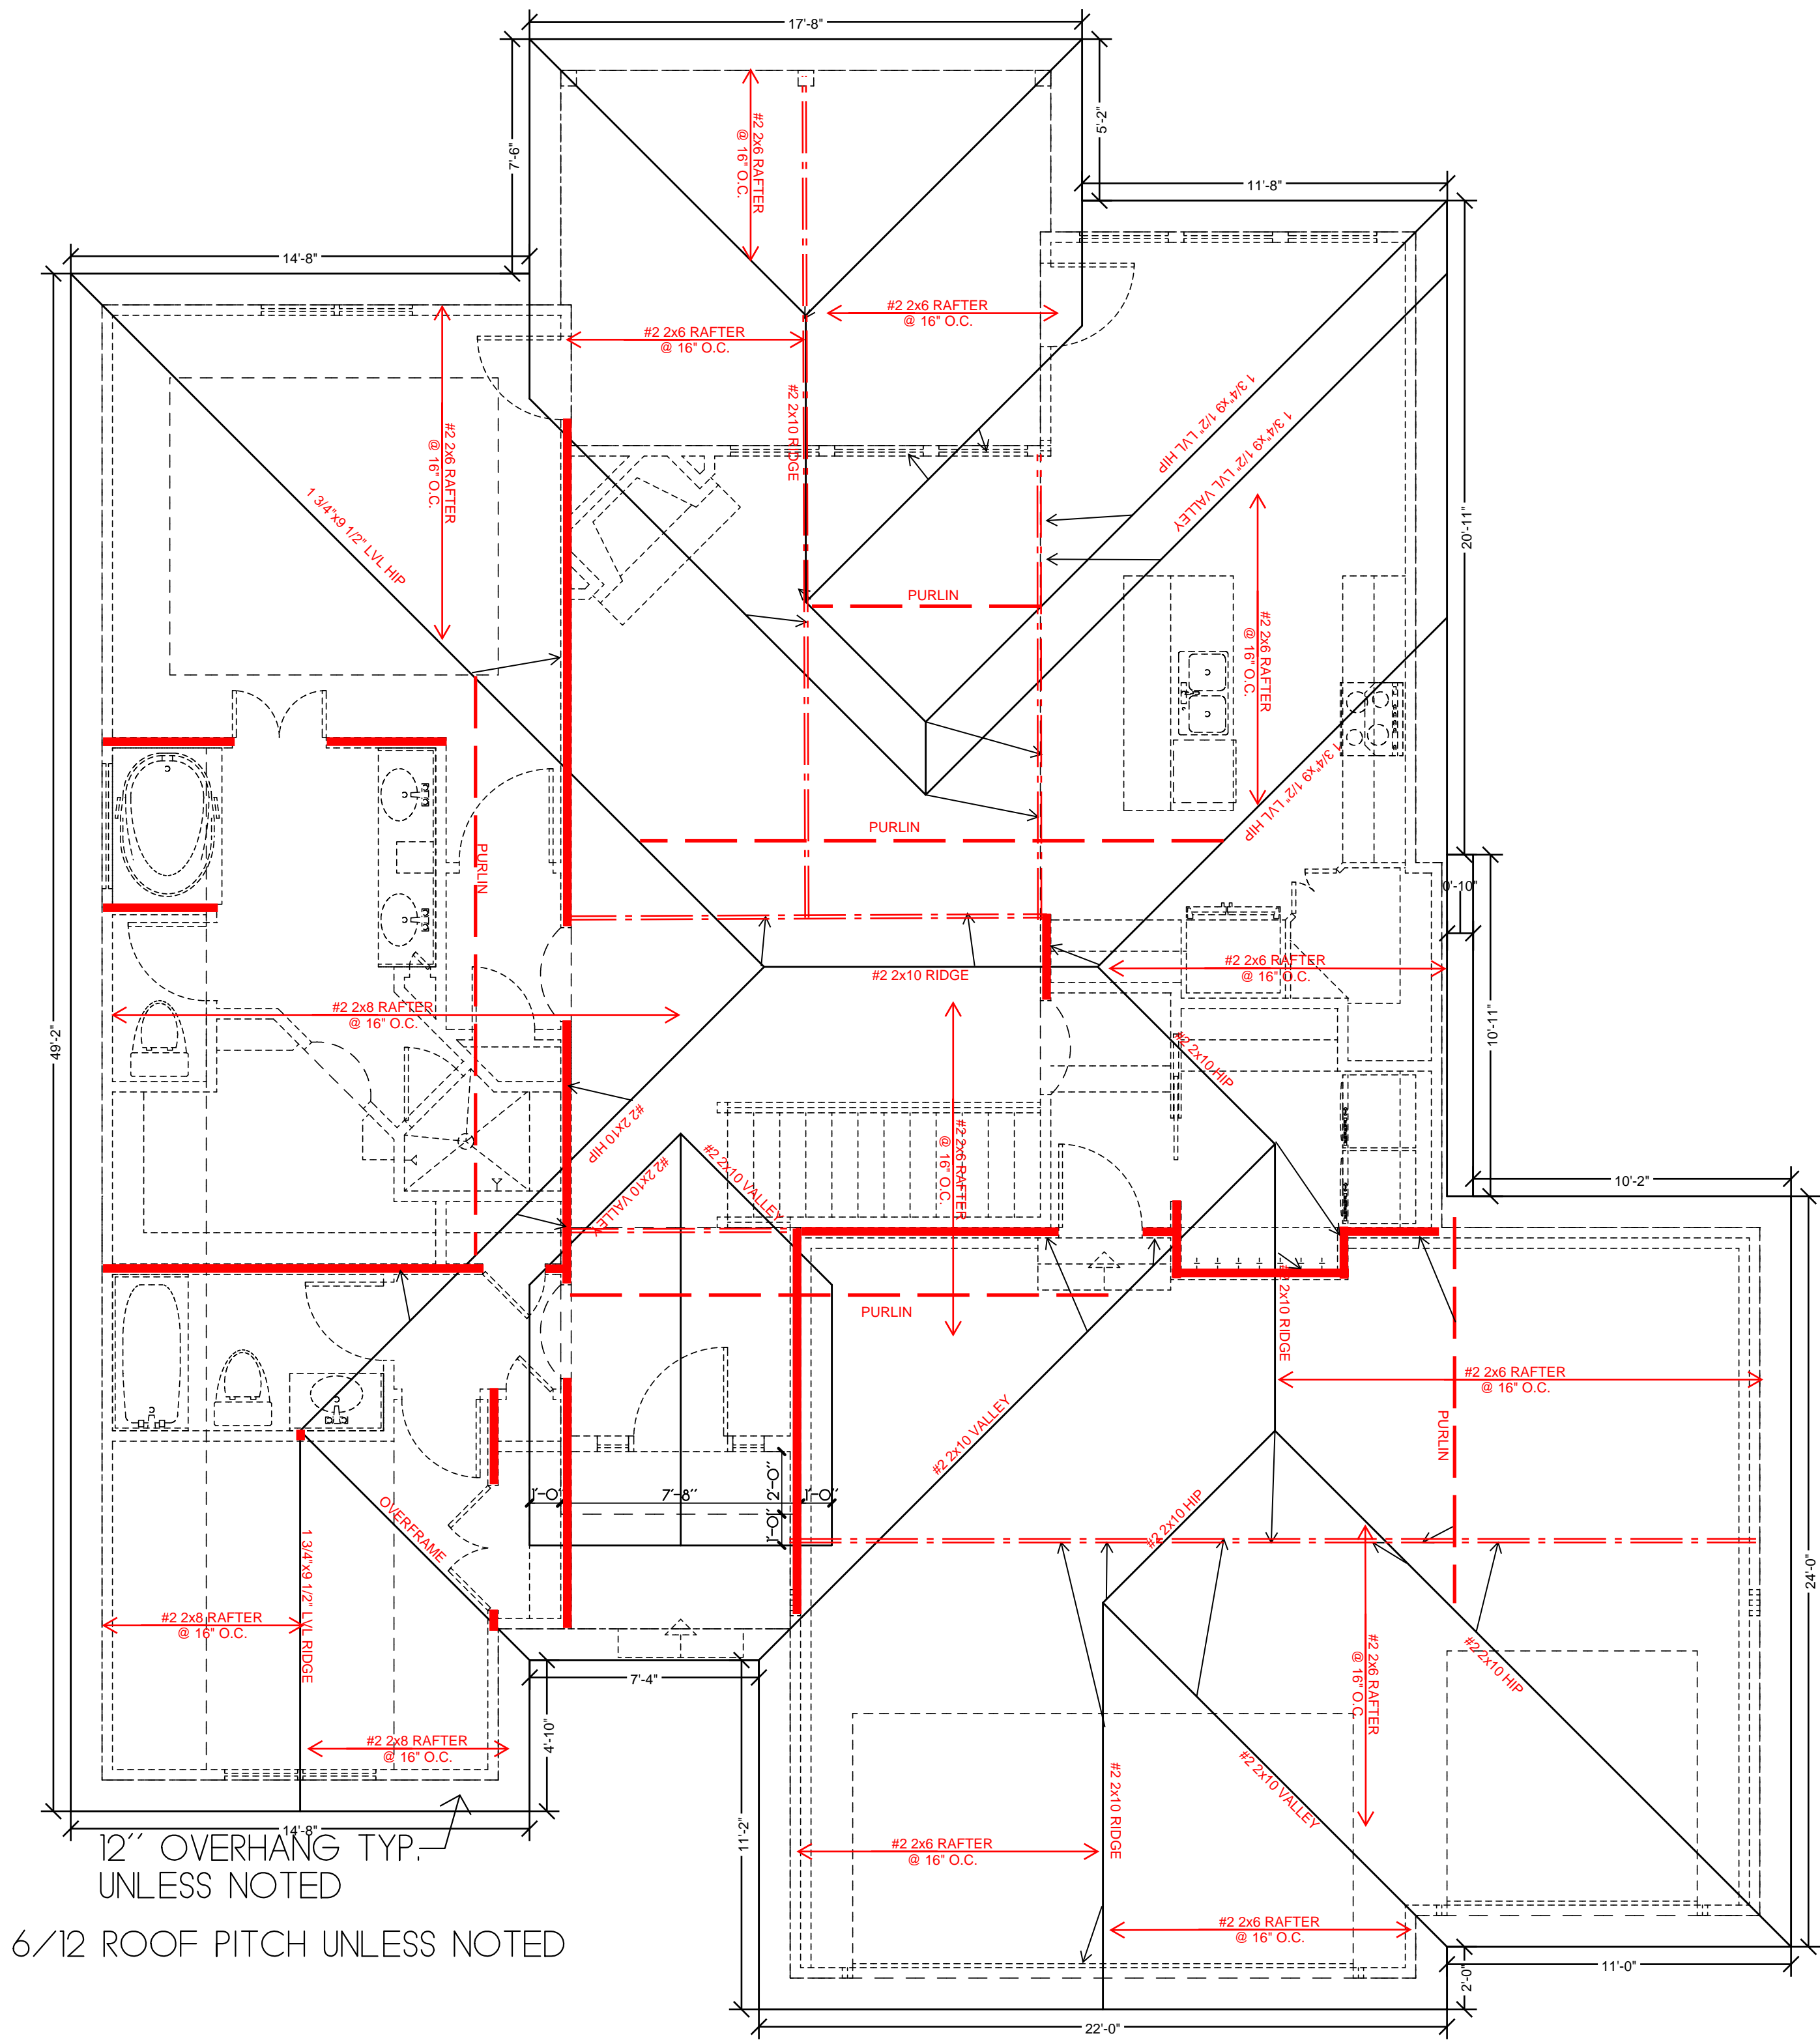 17'-8"
7'-6"
5'-2"
11'-8"
14'-8"
#2 2x6 RAFTER
@ 16" O.C.
#2 2x6 RAFTER
@ 16" O.C.
#2 2x6 RAFTER
@ 16" O.C.
#2 2x10 RIDGE
#2 2x6 RAFTER
@ 16" O.C.
1 3/4"x9 1/2" LVL HIP
1 3/4"x9 1/2" LVL HIP
1 3/4"x9 1/2" LVL VALLEY
20'-11"
PURLIN
#2 2x6 RAFTER
@ 16" O.C.
1 3/4"x9 1/2" LVL HIP
PURLIN
PURLIN
0'-10"
#2 2x10 RIDGE
#2 2x6 RAFTER
@ 16" O.C.
#2 2x8 RAFTER
@ 16" O.C.
49'-2"
10'-11"
#2 2x10 HIP
#2 2x10 HIP
#2 2x10 VALLEY
#2 2x10 VALLEY
#2 2x6 RAFTER
@ 16" O.C.
10'-2"
PURLIN
#2 2x10 RIDGE
#2 2x6 RAFTER
@ 16" O.C.
PURLIN
#2 2x10 VALLEY
1'-0"
7'-8"
2'-0"
1'-0"
1'-0"
OVERFRAME
1 3/4"x9 1/2" LVL RIDGE
#2 2x10 HIP
#2 2x6 RAFTER
@ 16" O.C.
24'-0"
#2 2x8 RAFTER
@ 16" O.C.
#2 2x10 HIP
7'-4"
4'-10"
#2 2x8 RAFTER
@ 16" O.C.
#2 2x10 VALLEY
#2 2x10 RIDGE
11'-2"
14'-8"
12" OVERHANG TYP.
UNLESS NOTED
#2 2x6 RAFTER
@ 16" O.C.
#2 2x6 RAFTER
@ 16" O.C.
6/12 ROOF PITCH UNLESS NOTED
2'-0"
11'-0"
22'-0"